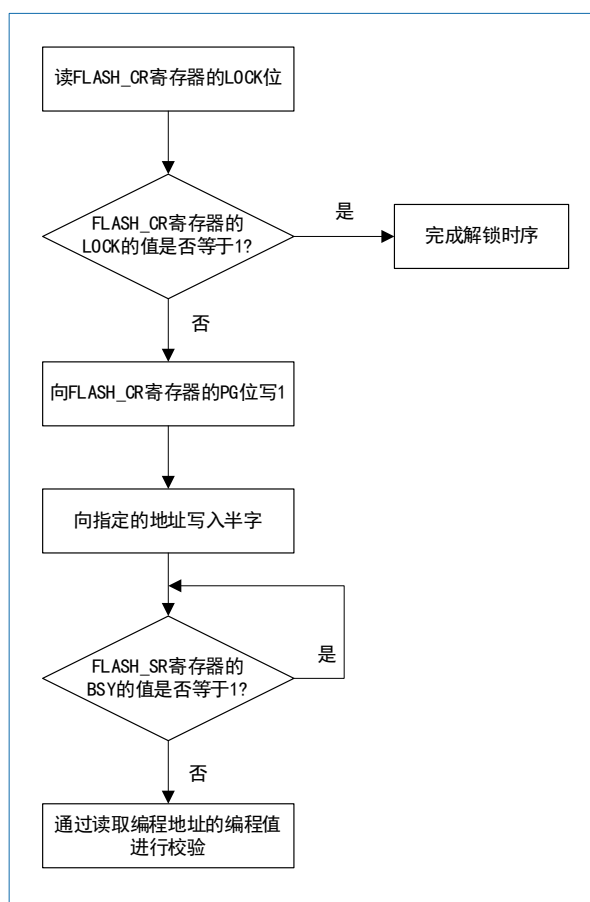 读FLASH_CR寄存器的LOCK位
FLASH_CR寄存器的
LOCK的值是否等于1?
是
完成解锁时序
否
向FLASH_CR寄存器的PG位写1
向指定的地址写入半字
FLASH_SR寄存器的
BSY的值是否等于1?
是
否
通过读取编程地址的编程值
进行校验